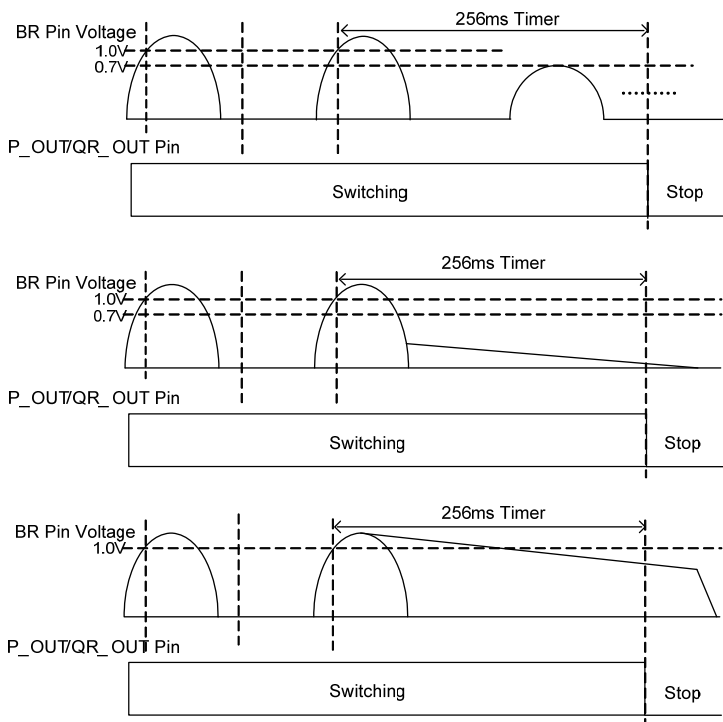 256ms Timer
BR Pin Voltage
1.0V
0.7V
P_OUT/QR_OUT Pin
Switching
Stop
256ms Timer
BR Pin Voltage
1.0V
0.7V
P_OUT/QR_OUT Pin
Switching
Stop
256ms Timer
BR Pin Voltage
1.0V
P_OUT/QR_OUT Pin
Switching
Stop